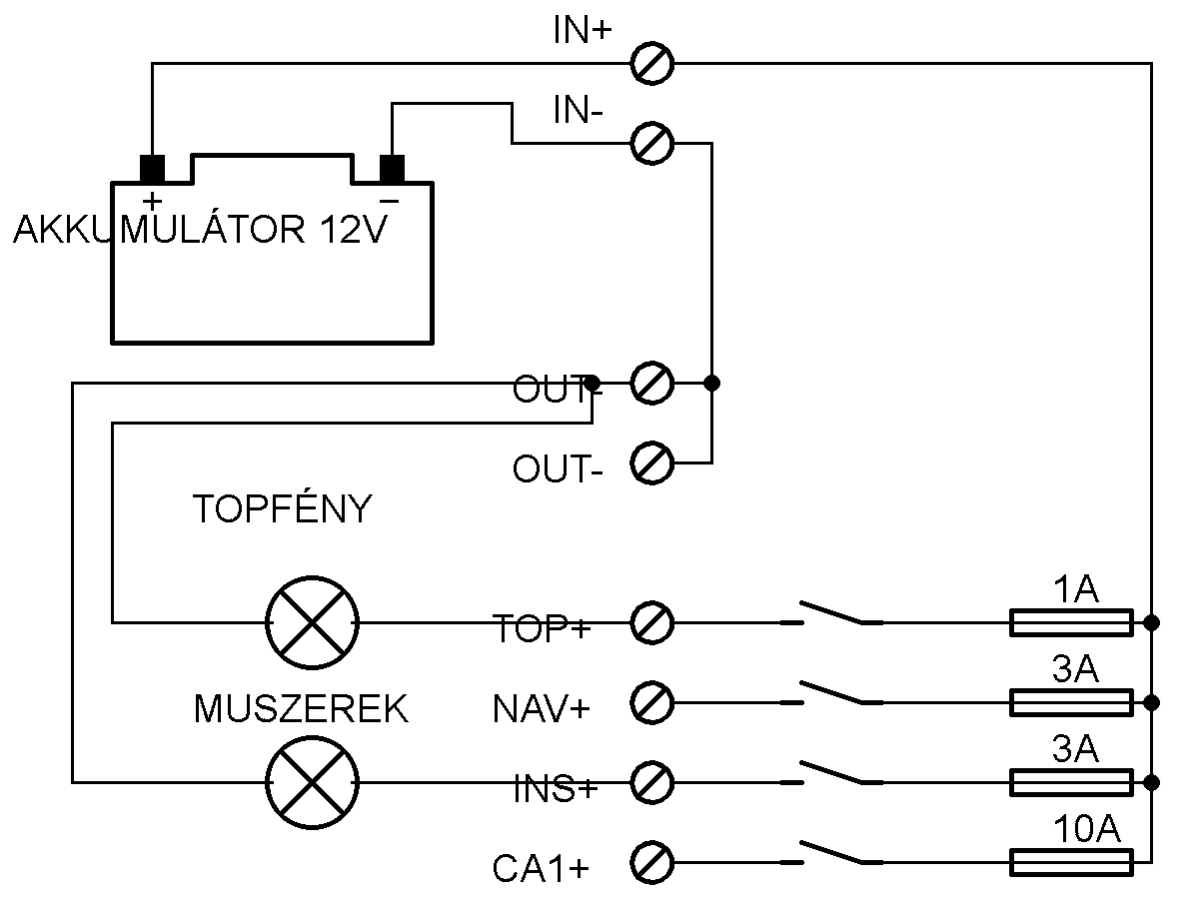 IN+
IN-
+
–
AKKUMULÁTOR 12V
OUT-
OUT-
TOPFÉNY
1A
TOP+
3A
MUSZEREK
NAV+
3A
INS+
10A
CA1+